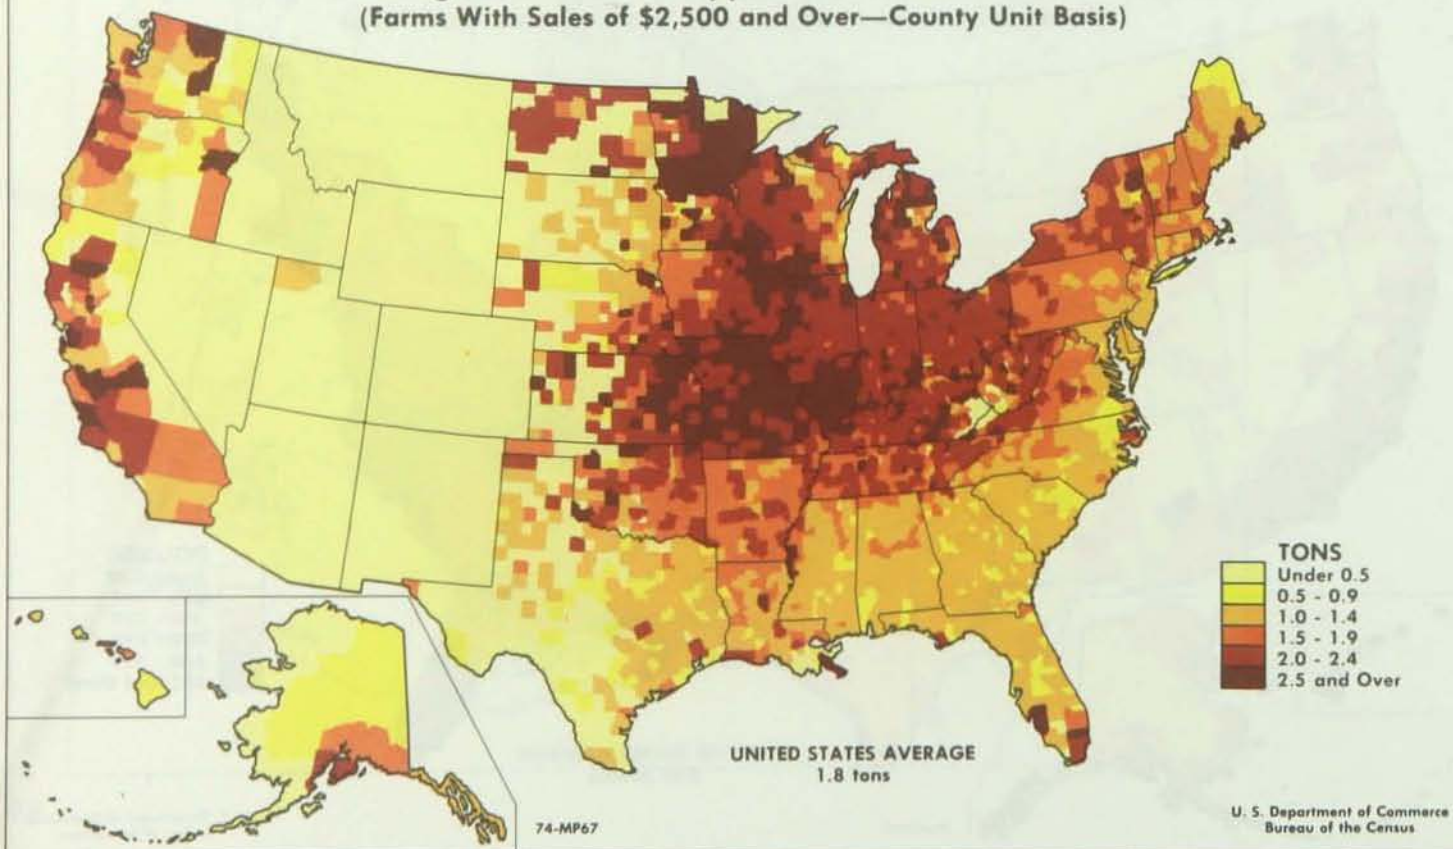 (Farms With Sales of $2,500 and Over—County Unit Basis)
TONS
Under 0.5
0.5 - 0.9
1.0 - 1.4
1.5 - 1.9
2.0 - 2.4
2.5 and Over
UNITED STATES AVERAGE
1.8 tons
74-MP67
U. S. Department of Commerce
Bureau of the Census